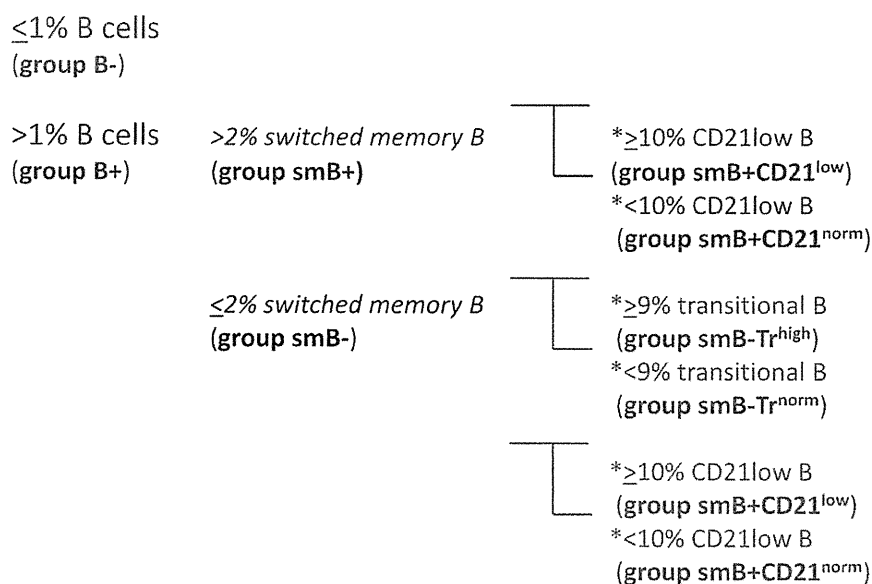 ≤1% B cells
(group B-)
>1% B cells
(group B+)
>2% switched memory B
(group smB+)
*≥10% CD21low B
(group smB+CD21low)
*<10% CD21low B
(group smB+CD21norm)
≤2% switched memory B
(group smB-)
*≥9% transitional B
(group smB-Trhigh)
*<9% transitional B
(group smB-Trnorm)
*≥10% CD21low B
(group smB+CD21low)
*<10% CD21low B
(group smB+CD21norm)